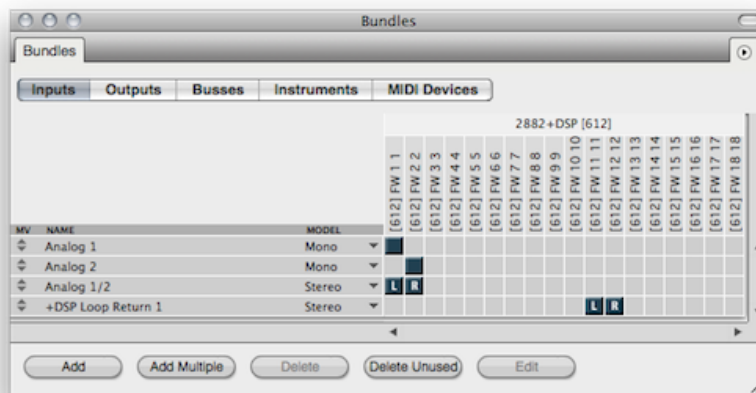 Bundles
Bundles
Inputs Outputs Busses Instruments MIDI Devices
2882+DSP [612]
[612] FW 1 1
[612] FW 2 2
[612] FW 3 3
[612] FW 4 4
[612] FW 5 5
[612] FW 6 6
[612] FW 7 7
[612] FW 8 8
[612] FW 9 9
[612] FW 10 10
[612] FW 11 11
[612] FW 12 12
[612] FW 13 13
[612] FW 14 14
[612] FW 15 15
[612] FW 16 16
[612] FW 17 17
[612] FW 18 18
MV NAME MODEL
Analog 1 Mono
Analog 2 Mono
Analog 1/2 Stereo L R
+DSP Loop Return 1 Stereo L R
Add Add Multiple Delete Delete Unused Edit